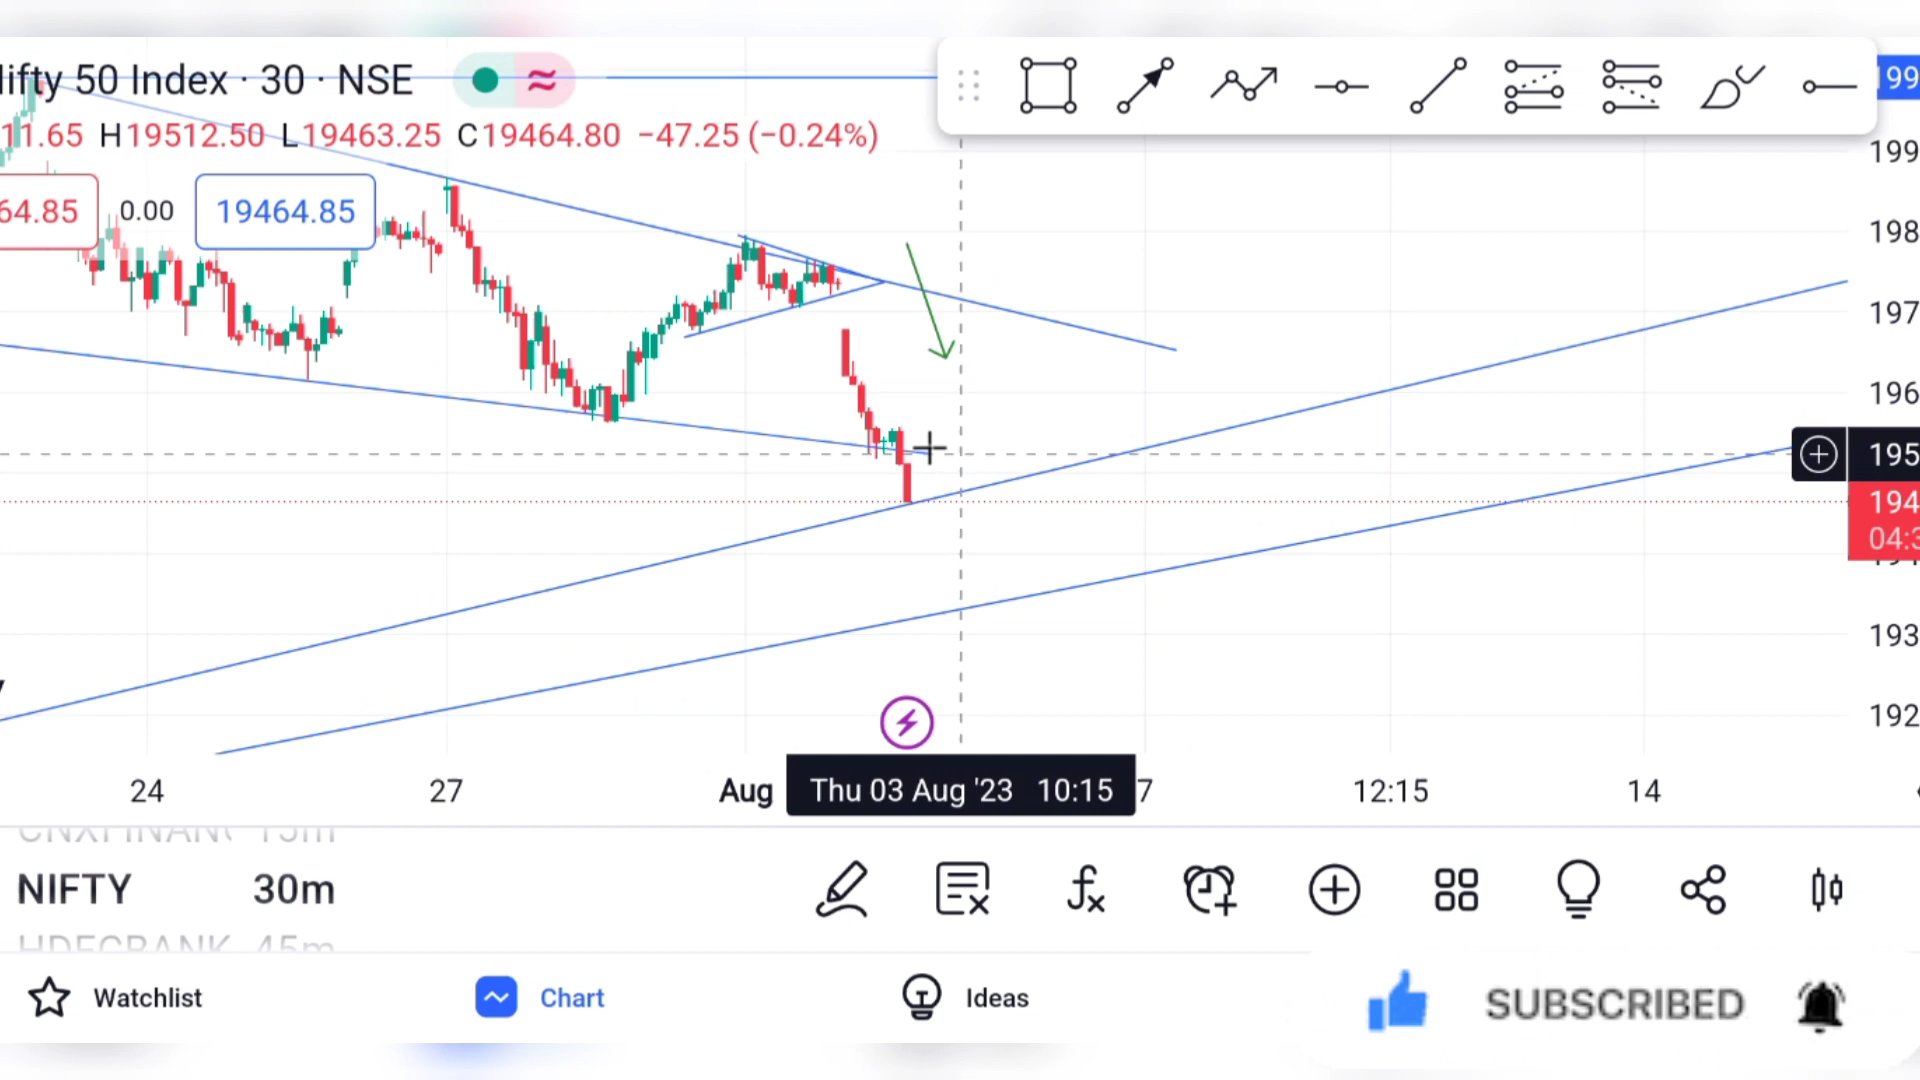 ifty 50 Index · 30 · NSE
199
11.65 H19512.50 L19463.25 C19464.80 −47.25 (−0.24%)
199
64.85
0.00
19464.85
198
197
196
195
194
04:3
193
192
24
27
Aug
Thu 03 Aug '23 10:15
7
12:15
14
NIFTY 30m
HDFCBANK 45m
Watchlist
Chart
Ideas
SUBSCRIBED